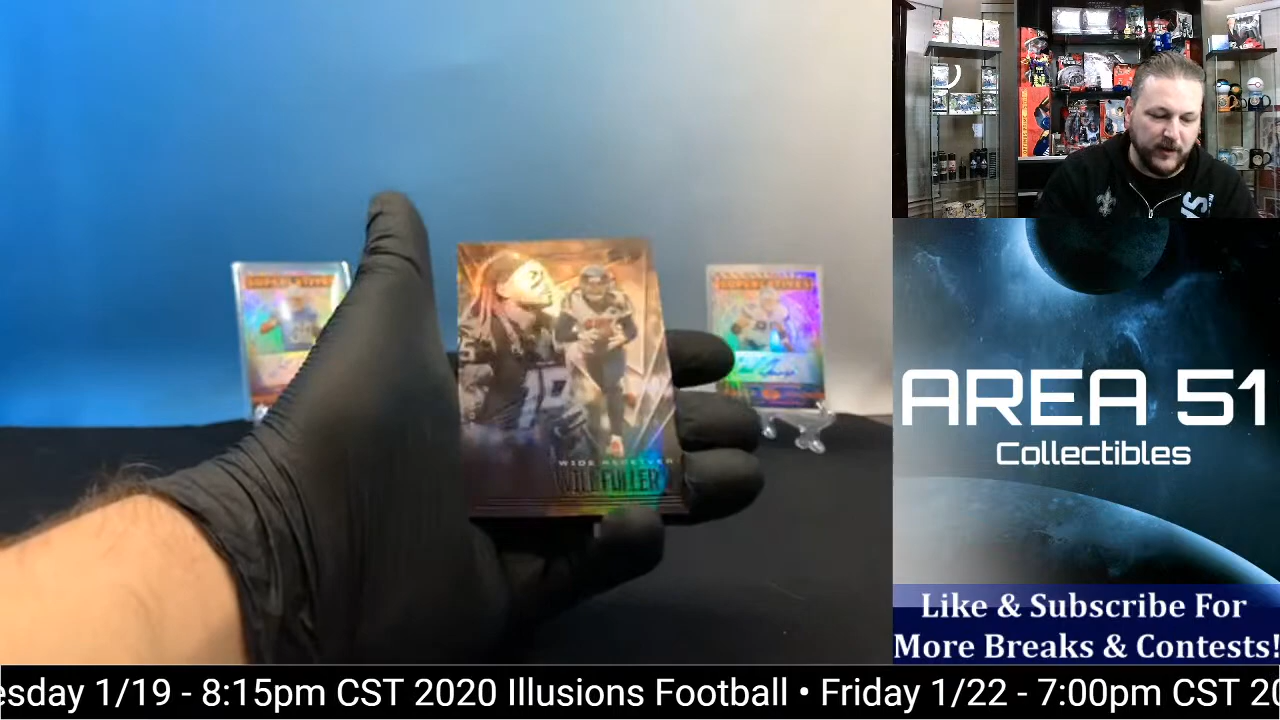 WIDE RECEIVER
WILL FULLER V
AREA 51
Collectibles
Like & Subscribe For
More Breaks & Contests!
esday 1/19 - 8:15pm CST 2020 Illusions Football • Friday 1/22 - 7:00pm CST 20